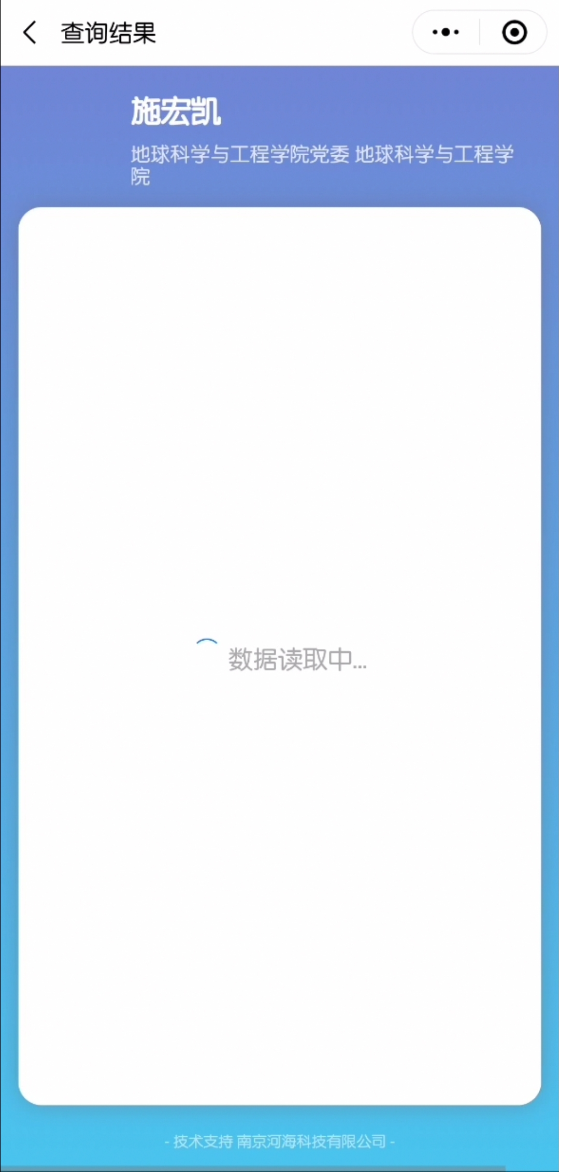 查询结果
施宏凯
地球科学与工程学院党委 地球科学与工程学
院
数据读取中...
- 技术支持 南京河海科技有限公司 -